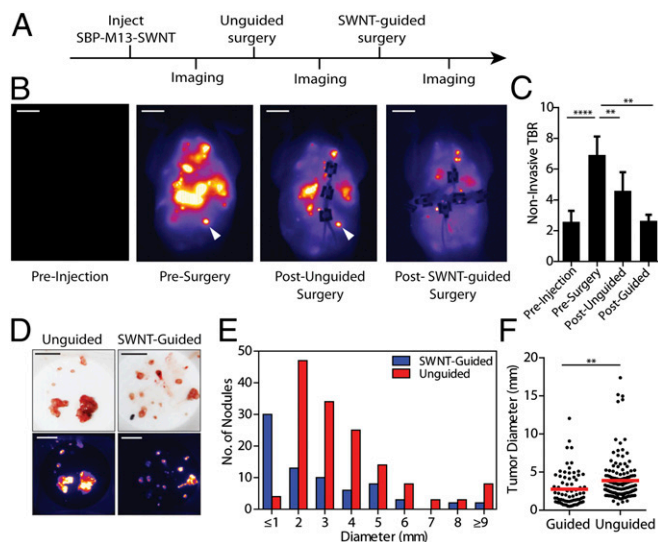 A
Inject
SBP-M13-SWNT
Unguided
surgery
SWNT-guided
surgery
Imaging
Imaging
Imaging
B
Pre-Injection
Pre-Surgery
Post-Unguided
Surgery
Post- SWNT-guided
Surgery
C
Non-Invasive TBR
10
8
6
4
2
0
****
**
**
Pre-Injection
Pre-Surgery
Post-Unguided
Post-Guided
D
Unguided
SWNT-Guided
E
No. of Nodules
50
40
30
20
10
0
SWNT-Guided
Unguided
≤1
2
3
4
5
6
7
8
≥9
Diameter (mm)
F
Tumor Diameter (mm)
20
15
10
5
0
**
Guided
Unguided